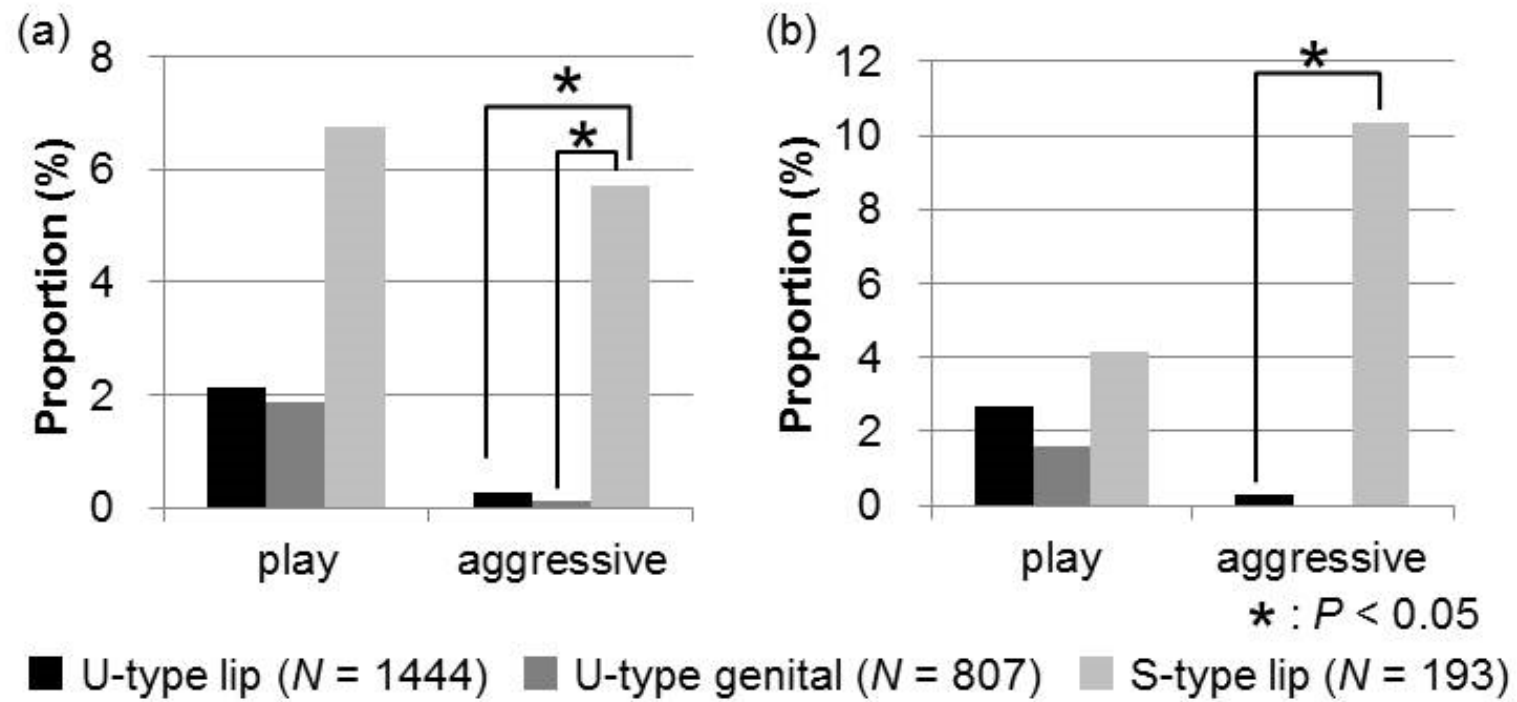 (a)
Proportion (%)
8
6
4
2
0
*
*
play aggressive
(b)
Proportion (%)
12
10
8
6
4
2
0
*
play aggressive
* : P < 0.05
U-type lip (N = 1444) U-type genital (N = 807) S-type lip (N = 193)